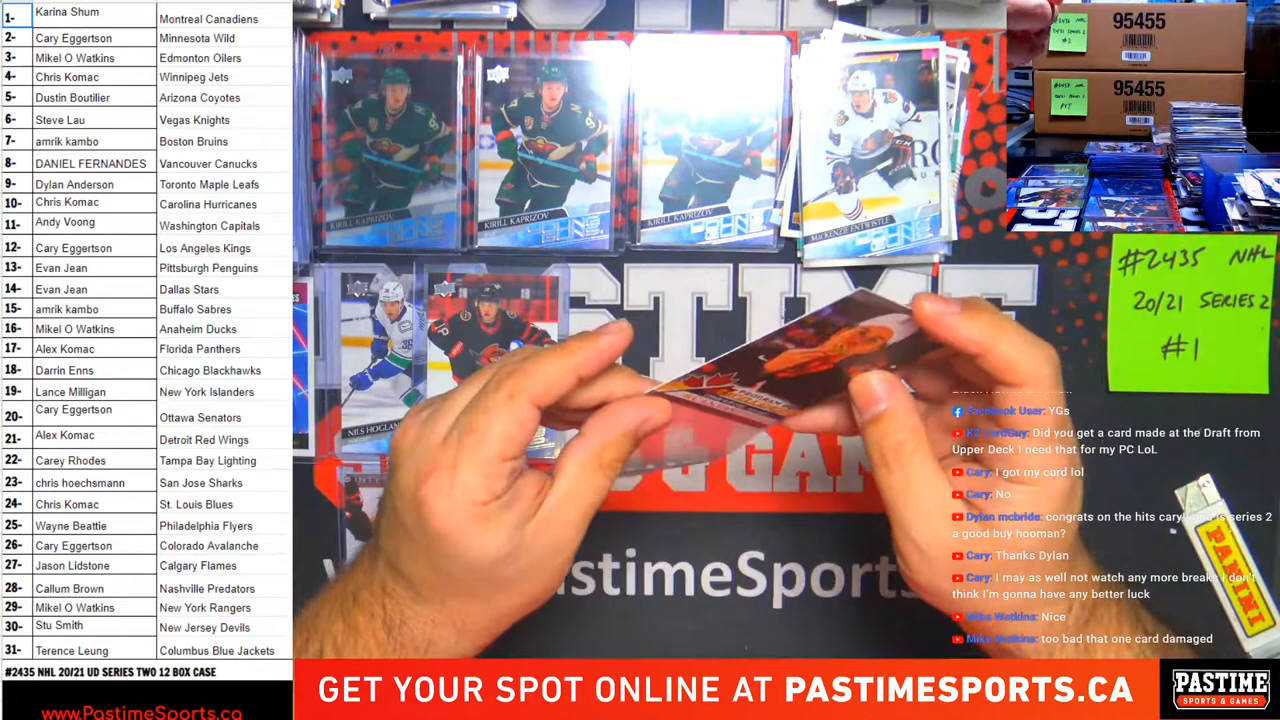 1- Karina Shum Montreal Canadiens
2- Cary Eggertson Minnesota Wild
3- Mikel O Watkins Edmonton Oilers
4- Chris Komac Winnipeg Jets
5- Dustin Boutilier Arizona Coyotes
6- Steve Lau Vegas Knights
7- amrik kambo Boston Bruins
8- DANIEL FERNANDES Vancouver Canucks
9- Dylan Anderson Toronto Maple Leafs
10- Chris Komac Carolina Hurricanes
11- Andy Voong Washington Capitals
12- Cary Eggertson Los Angeles Kings
13- Evan Jean Pittsburgh Penguins
14- Evan Jean Dallas Stars
15- amrik kambo Buffalo Sabres
16- Mikel O Watkins Anaheim Ducks
17- Alex Komac Florida Panthers
18- Darrin Enns Chicago Blackhawks
19- Lance Milligan New York Islanders
20- Cary Eggertson Ottawa Senators
21- Alex Komac Detroit Red Wings
22- Carey Rhodes Tampa Bay Lighting
23- chris hoechsmann San Jose Sharks
24- Chris Komac St. Louis Blues
25- Wayne Beattie Philadelphia Flyers
26- Cary Eggertson Colorado Avalanche
27- Jason Lidstone Calgary Flames
28- Callum Brown Nashville Predators
29- Mikel O Watkins New York Rangers
30- Stu Smith New Jersey Devils
31- Terence Leung Columbus Blue Jackets
#2435 NHL 20/21 UD SERIES TWO 12 BOX CASE
www.PastimeSports.ca
KIRILL KAPRIZOV
KIRILL KAPRIZOV
KIRILL KAPRIZOV
MACKENZIE ENTWISTLE
NILS HOGLAN
PROGRAM
GAM
stimeSports
95455
95455
#2435 NHL
20/21 SERIES 2
#1
Facebook User: YGs
K2 CardGuy: Did you get a card made at the Draft from
Upper Deck I need that for my PC LoL
Cary: I got my card lol
Cary: No
Dylan mcbride: congrats on the hits cary! is series 2
a good buy hooman?
Cary: Thanks Dylan
Cary: I may as well not watch any more breaks I don't
think I'm gonna have any better luck
Mike Watkins: Nice
Mike Watkins: too bad that one card damaged
PANINI
GET YOUR SPOT ONLINE AT PASTIMESPORTS.CA
PASTIME
SPORTS & GAMES